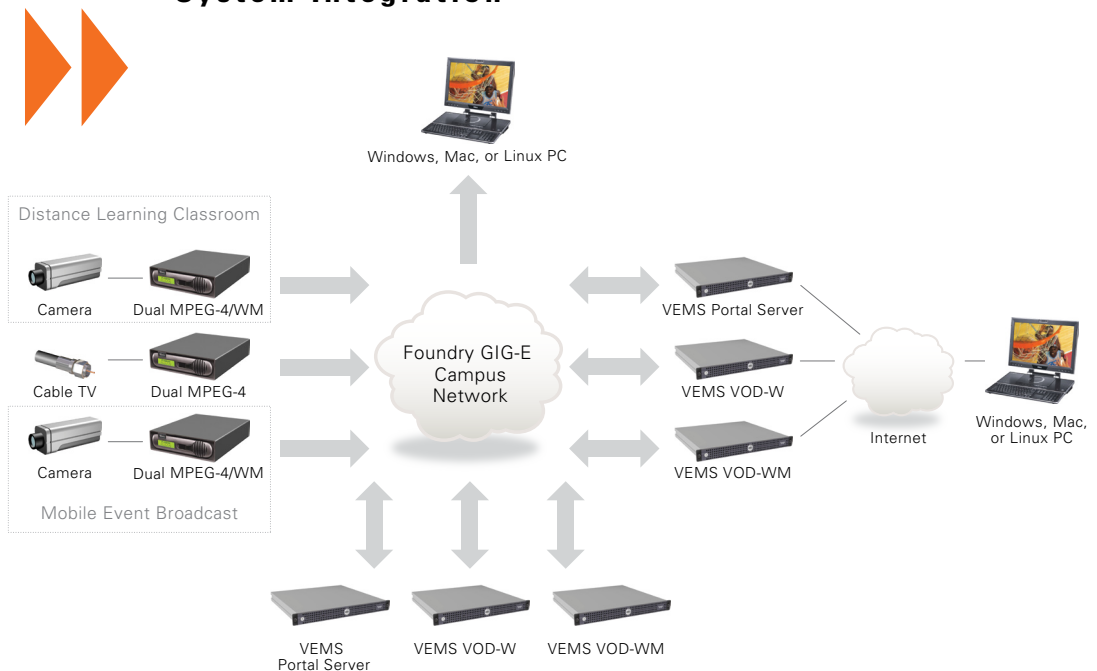 System Integration
Windows, Mac, or Linux PC
Distance Learning Classroom
Camera
Dual MPEG-4/WM
VEMS Portal Server
Cable TV
Dual MPEG-4
Foundry GIG-E
Campus
Network
VEMS VOD-W
Internet
Windows, Mac,
or Linux PC
Camera
Dual MPEG-4/WM
VEMS VOD-WM
Mobile Event Broadcast
VEMS
Portal Server
VEMS VOD-W
VEMS VOD-WM